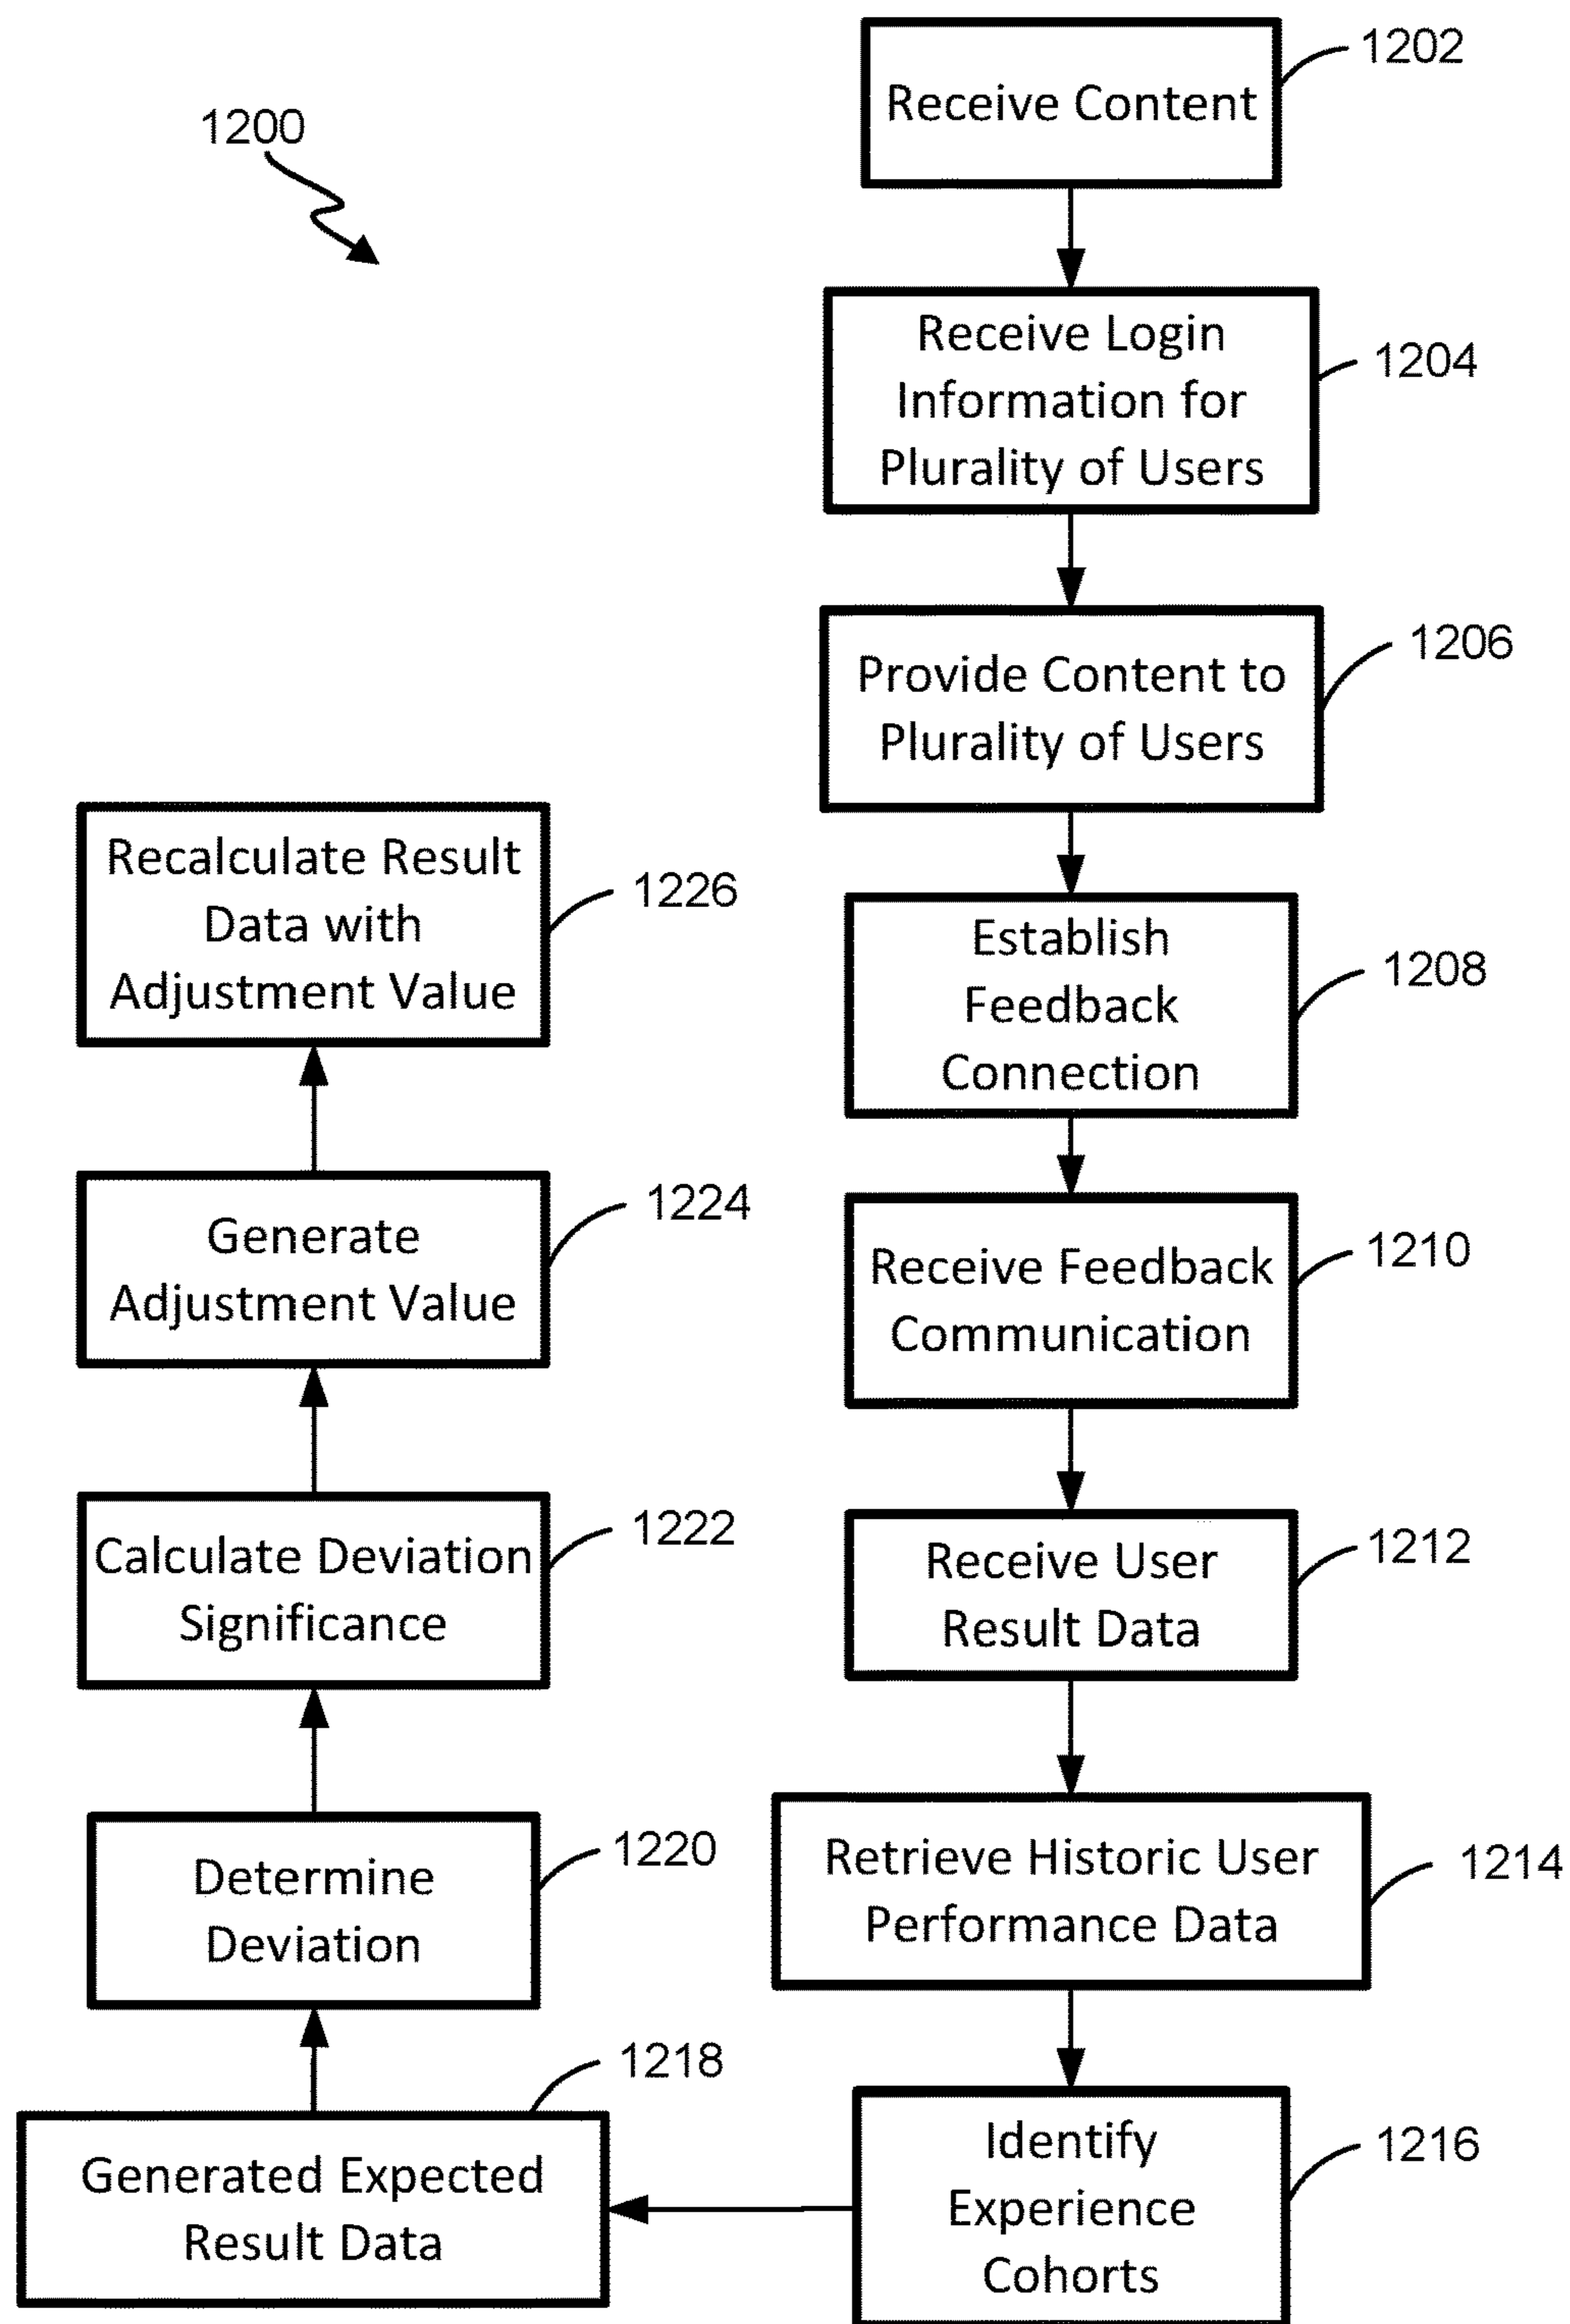 1200
Receive Content
1202
Receive Login
Information for
Plurality of Users
1204
Provide Content to
Plurality of Users
1206
Establish
Feedback
Connection
1208
Receive Feedback
Communication
1210
Receive User
Result Data
1212
Retrieve Historic User
Performance Data
1214
Identify
Experience
Cohorts
1216
Generated Expected
Result Data
1218
Determine
Deviation
1220
Calculate Deviation
Significance
1222
Generate
Adjustment Value
1224
Recalculate Result
Data with
Adjustment Value
1226